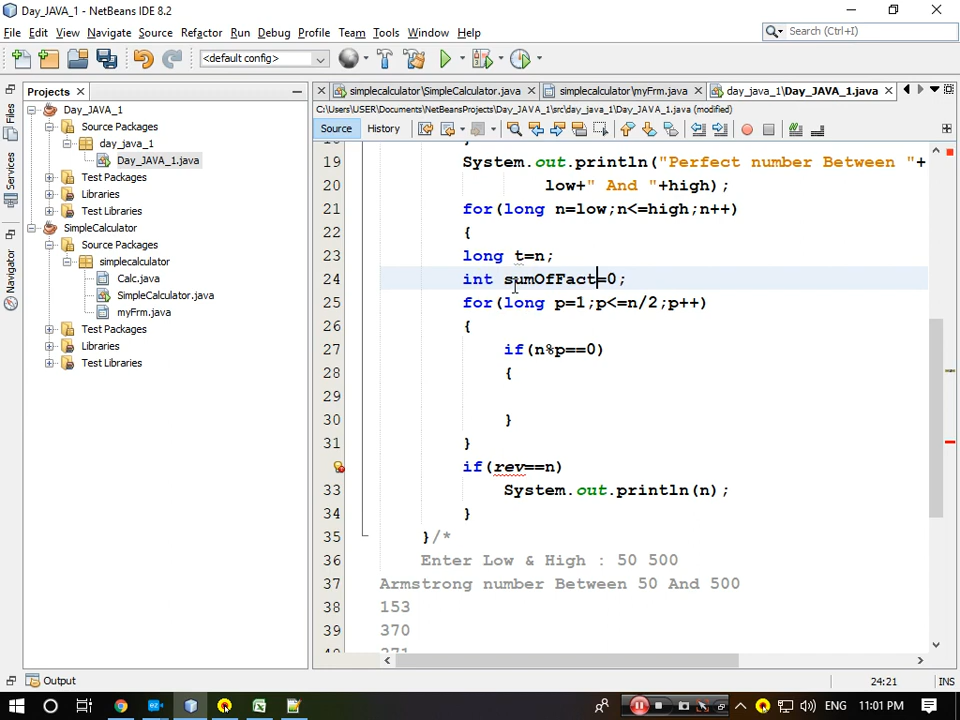 Day_JAVA_1 - NetBeans IDE 8.2
File Edit View Navigate Source Refactor Run Debug Profile Team Tools Window Help
Search (Ctrl+I)
<default config>
Projects
simplecalculator\SimpleCalculator.java
simplecalculator\myFrm.java
day_java_1\Day_JAVA_1.java
C:\Users\USER\Documents\NetBeansProjects\Day_JAVA_1\src\day_java_1\Day_JAVA_1.java (modified)
Source History
Files
Services
Navigator
Day_JAVA_1
Source Packages
day_java_1
Day_JAVA_1.java
Test Packages
Libraries
Test Libraries
SimpleCalculator
Source Packages
simplecalculator
Calc.java
SimpleCalculator.java
myFrm.java
Test Packages
Libraries
Test Libraries
19 System.out.println("Perfect number Between "+
20 low+" And "+high);
21 for(long n=low;n<=high;n++)
22 {
23 long t=n;
24 int sumOfFact=0;
25 for(long p=1;p<=n/2;p++)
26 {
27 if(n%p==0)
28 {
29
30 }
31 }
if(rev==n)
33 System.out.println(n);
34 }
35 }/*
36 Enter Low & High : 50 500
37 Armstrong number Between 50 And 500
38 153
39 370
371
Output
24:21 INS
ENG 11:01 PM